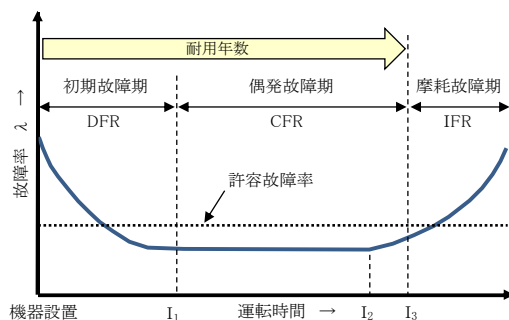 耐用年数
初期故障期
偶発故障期
摩耗故障期
DFR
CFR
IFR
故障率 λ →
許容故障率
機器設置
I₁
運転時間 →
I₂
I₃